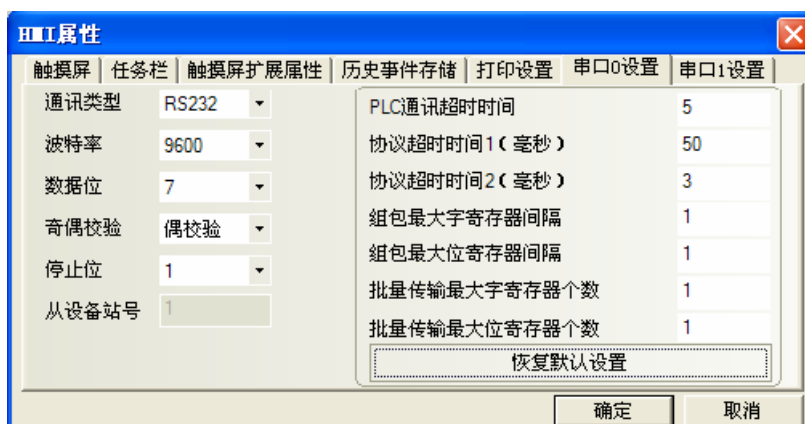 HMI属性
触摸屏 任务栏 触摸屏扩展属性 历史事件存储 打印设置 串口0设置 串口1设置
通讯类型 RS232
波特率 9600
数据位 7
奇偶校验 偶校验
停止位 1
从设备站号 1
PLC通讯超时时间 5
协议超时时间1(毫秒) 50
协议超时时间2(毫秒) 3
组包最大字寄存器间隔 1
组包最大位寄存器间隔 1
批量传输最大字寄存器个数 1
批量传输最大位寄存器个数 1
恢复默认设置
确定 取消